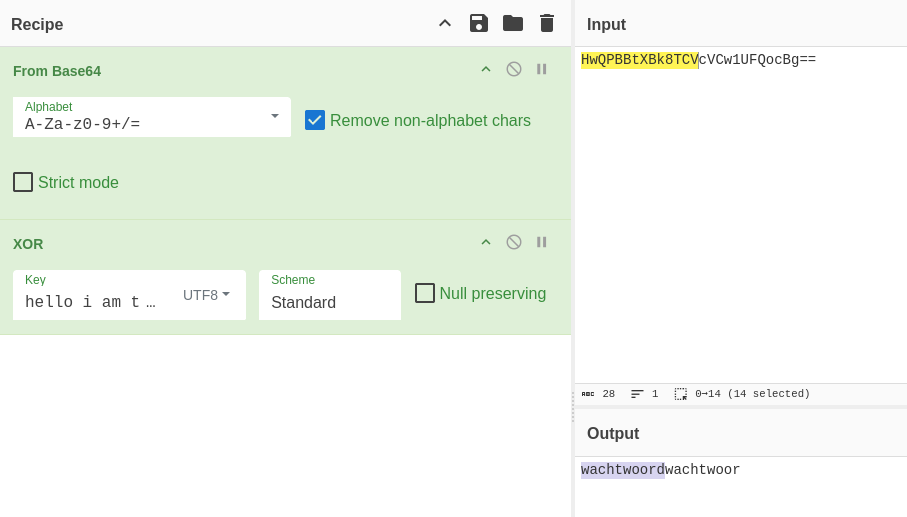 Recipe
Input
From Base64
Alphabet
A-Za-z0-9+/=
Remove non-alphabet chars
Strict mode
XOR
Key
hello i am t …
UTF8
Scheme
Standard
Null preserving
HwQPBBtXBk8TCVcVCw1UFQocBg==
ABC 28 1 0→14 (14 selected)
Output
wachtwoordwachtwoor